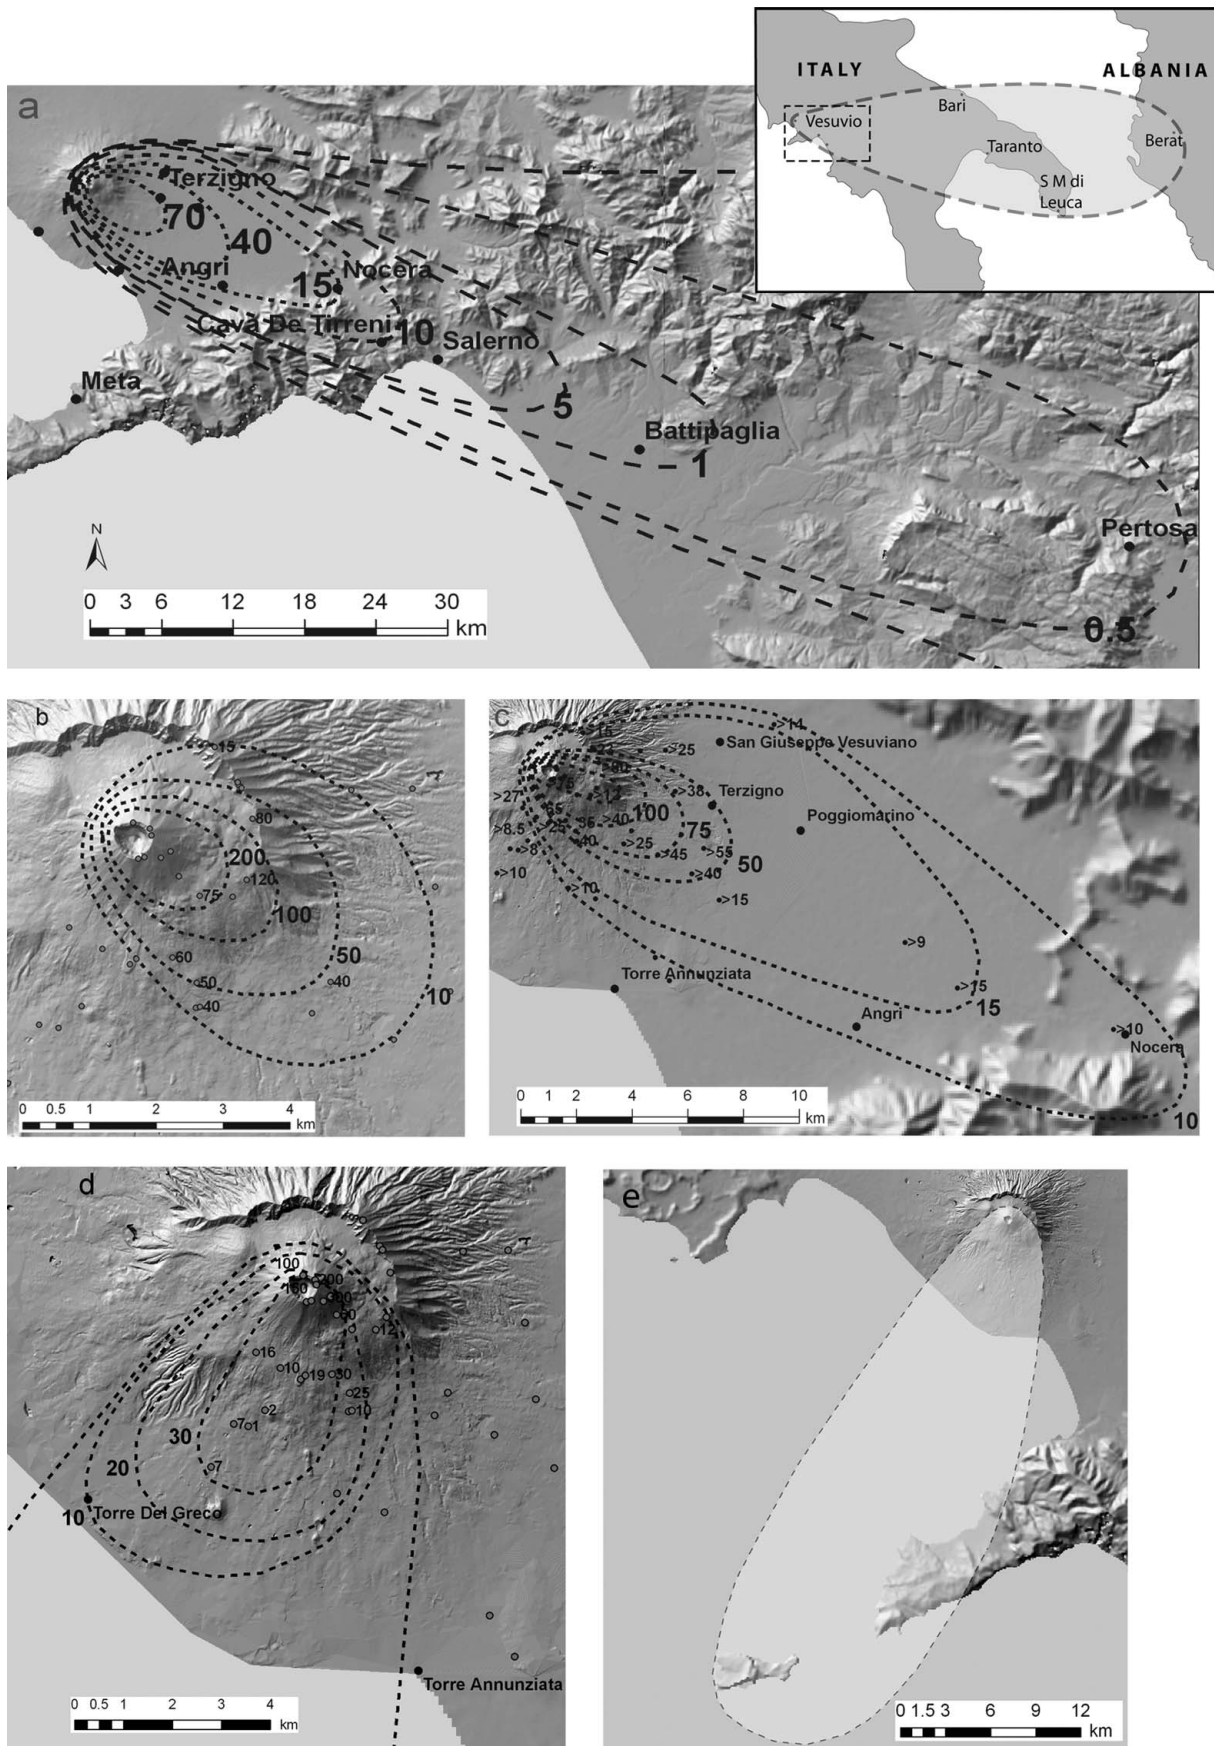 a
Terzigno
70
40
Angri
15
Nocera
Cava De Tirreni
10
Salerno
Meta
5
Battipaglia
1
Pertosa
0.5
N
0 3 6 12 18 24 30
km
ITALY
ALBANIA
Bari
Vesuvio
Berat
Taranto
S M di
Leuca
b
15
80
200
75
120
100
60
50
50
40
40
10
0 0.5 1 2 3 4
km
c
>14
San Giuseppe Vesuviano
>25
>27
>38
Terzigno
100
>40
75
Poggiomarino
>8.5
>25
>8
40
>25
>45
>55
50
>10
>10
>40
>15
>9
Torre Annunziata
>15
15
Angri
>10
Nocera
10
0 1 2 4 6 8 10
km
d
100
200
12
16
10
19
30
25
2
10
7
1
30
7
20
10
Torre Del Greco
Torre Annunziata
0 0.5 1 2 3 4
km
e
0 1.5 3 6 9 12
km